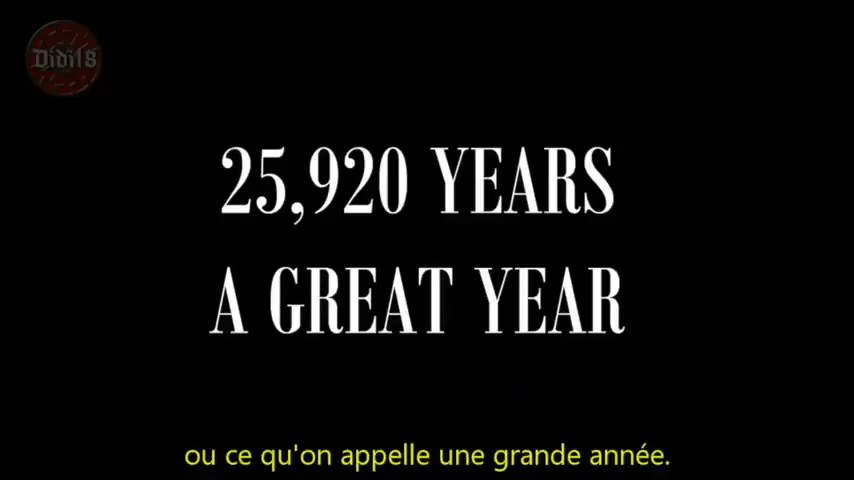 Didi18
25,920 YEARS
A GREAT YEAR
ou ce qu'on appelle une grande année.